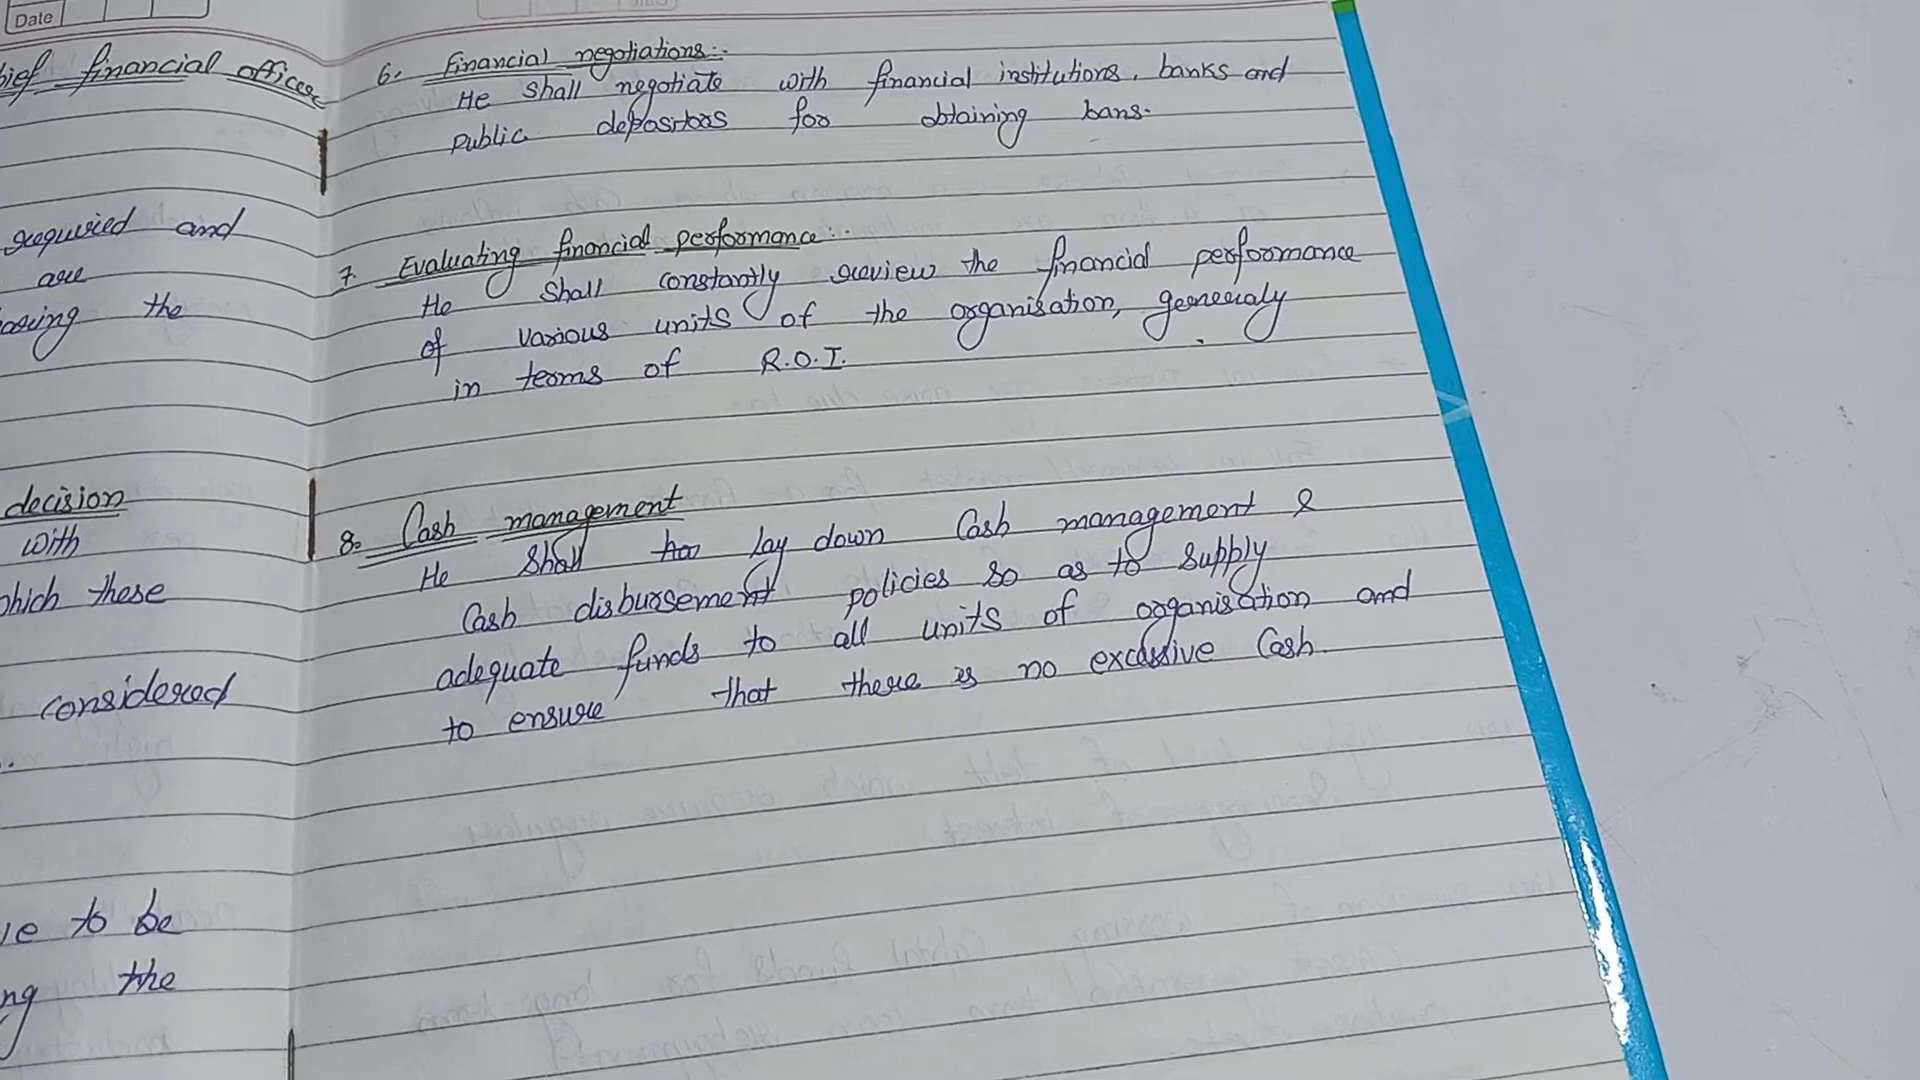 Date
financial officer
required and
are
the
decision
with
which these
considered
to be
the
6. Financial negotiations:-
He shall negotiate with financial institutions, banks and
public depositors for obtaining loans.
7. Evaluating financial performance:-
He shall constantly review the financial performance
of various units of the organisation, generaly
in terms of R.O.I.
8. Cash management
He shall lay down Cash management &
Cash disbursement policies so as to supply
adequate funds to all units of organisation and
to ensure that there is no excessive Cash.